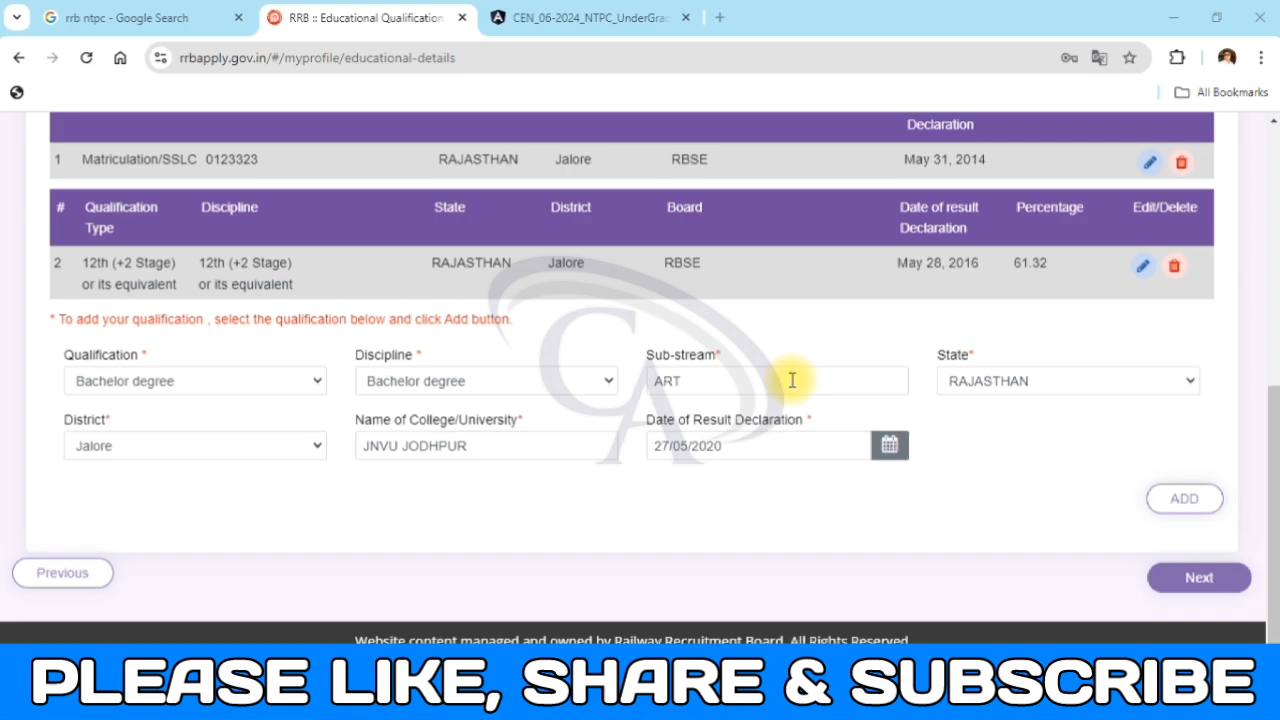 rrb ntpc - Google Search
RRB :: Educational Qualification
CEN_06-2024_NTPC_UnderGrad
rrbapply.gov.in/#/myprofile/educational-details
All Bookmarks
Declaration
1 Matriculation/SSLC 0123323 RAJASTHAN Jalore RBSE May 31, 2014
# Qualification Discipline State District Board Date of result Percentage Edit/Delete
Type Declaration
2 12th (+2 Stage) 12th (+2 Stage) RAJASTHAN Jalore RBSE May 28, 2016 61.32
or its equivalent or its equivalent
* To add your qualification , select the qualification below and click Add button.
Qualification * Discipline * Sub-stream* State*
Bachelor degree Bachelor degree ART RAJASTHAN
District* Name of College/University* Date of Result Declaration *
Jalore JNVU JODHPUR 27/05/2020
CA
ADD
Previous Next
Website content managed and owned by Railway Recruitment Board. All Rights Reserved
PLEASE LIKE, SHARE & SUBSCRIBE